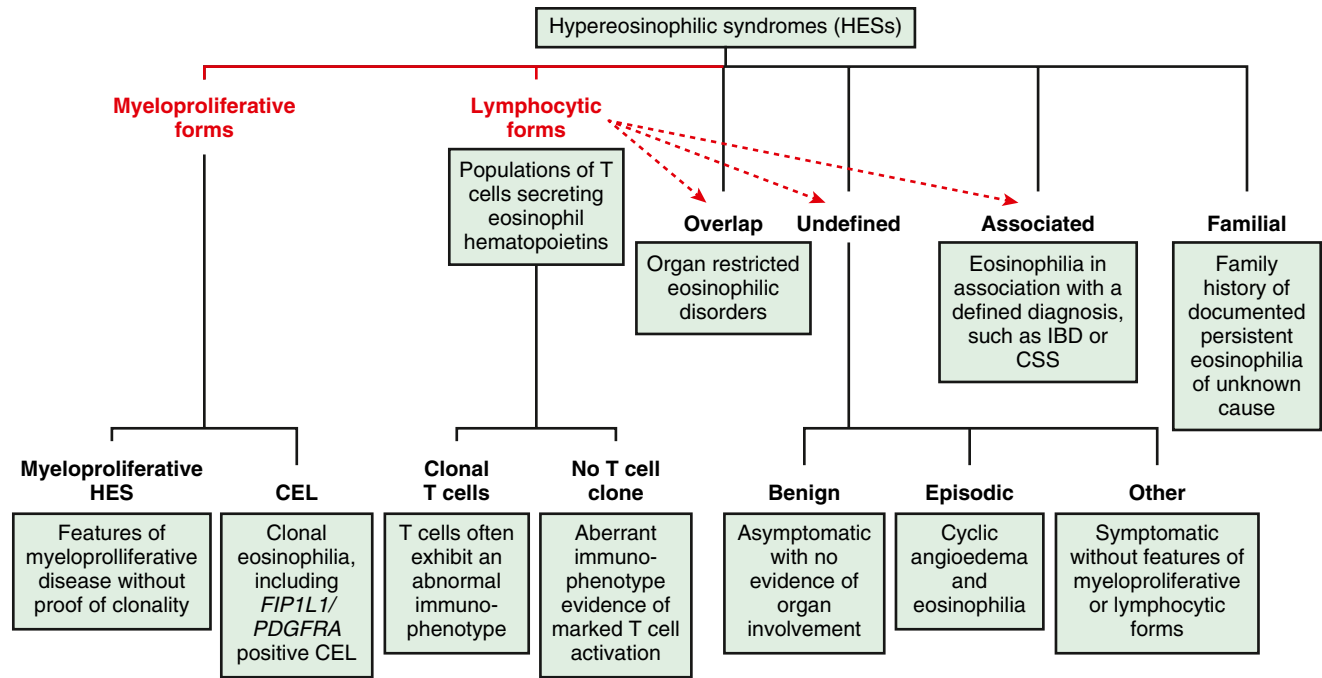 Hypereosinophilic syndromes (HESs)
Myeloproliferative
forms
Lymphocytic
forms
Populations of T
cells secreting
eosinophil
hematopoietins
Overlap
Organ restricted
eosinophilic
disorders
Undefined
Associated
Eosinophilia in
association with a
defined diagnosis,
such as IBD or
CSS
Familial
Family
history of
documented
persistent
eosinophilia
of unknown
cause
Myeloproliferative
HES
Features of
myeloprolliferative
disease without
proof of clonality
CEL
Clonal
eosinophilia,
including
FIP1L1/
PDGFRA
positive CEL
Clonal
T cells
T cells often
exhibit an
abnormal
immuno-
phenotype
No T cell
clone
Aberrant
immuno-
phenotype
evidence of
marked T cell
activation
Benign
Asymptomatic
with no
evidence of
organ
involvement
Episodic
Cyclic
angioedema
and
eosinophilia
Other
Symptomatic
without features of
myeloproliferative
or lymphocytic
forms